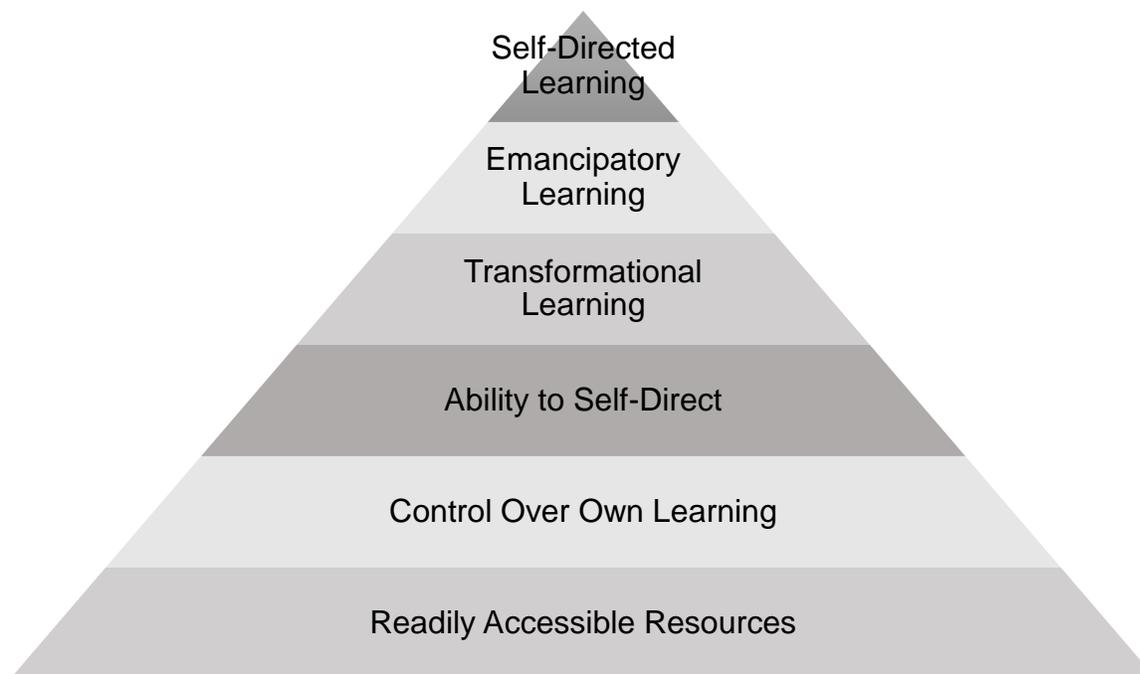 Self-Directed
Learning
Emancipatory
Learning
Transformational
Learning
Ability to Self-Direct
Control Over Own Learning
Readily Accessible Resources